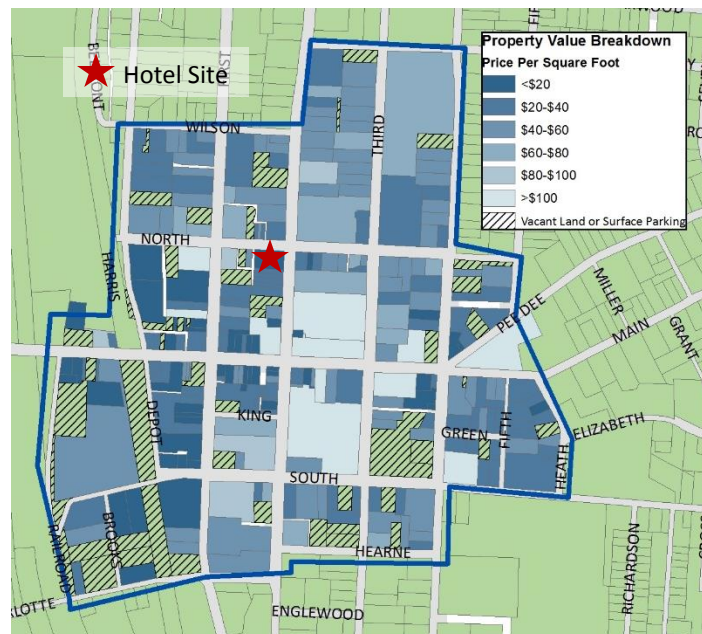 Hotel Site
Property Value Breakdown
Price Per Square Foot
<$20
$20-$40
$40-$60
$60-$80
$80-$100
>$100
Vacant Land or Surface Parking
WILSON
THIRD
NORTH
HARRIS
PEE DEE
MILLER
MAIN
GRANT
DEPOT
KING
GREEN
FIFTH
ELIZABETH
HEATH
SOUTH
BROOKS
RAILROAD
HEARNE
RICHARDSON
LOTTE
ENGLEWOOD